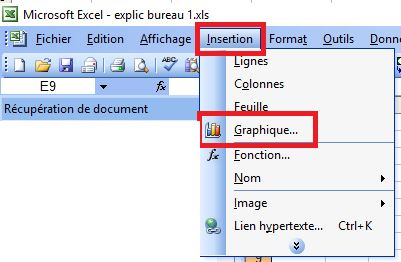 Microsoft Excel - explic bureau 1.xls
Fichier Edition Affichage Insertion Format Outils Donn
Lignes
Colonnes
E9 fx Feuille
Récupération de document Graphique...
fx Fonction...
Nom
Image
Lien hypertexte... Ctrl+K